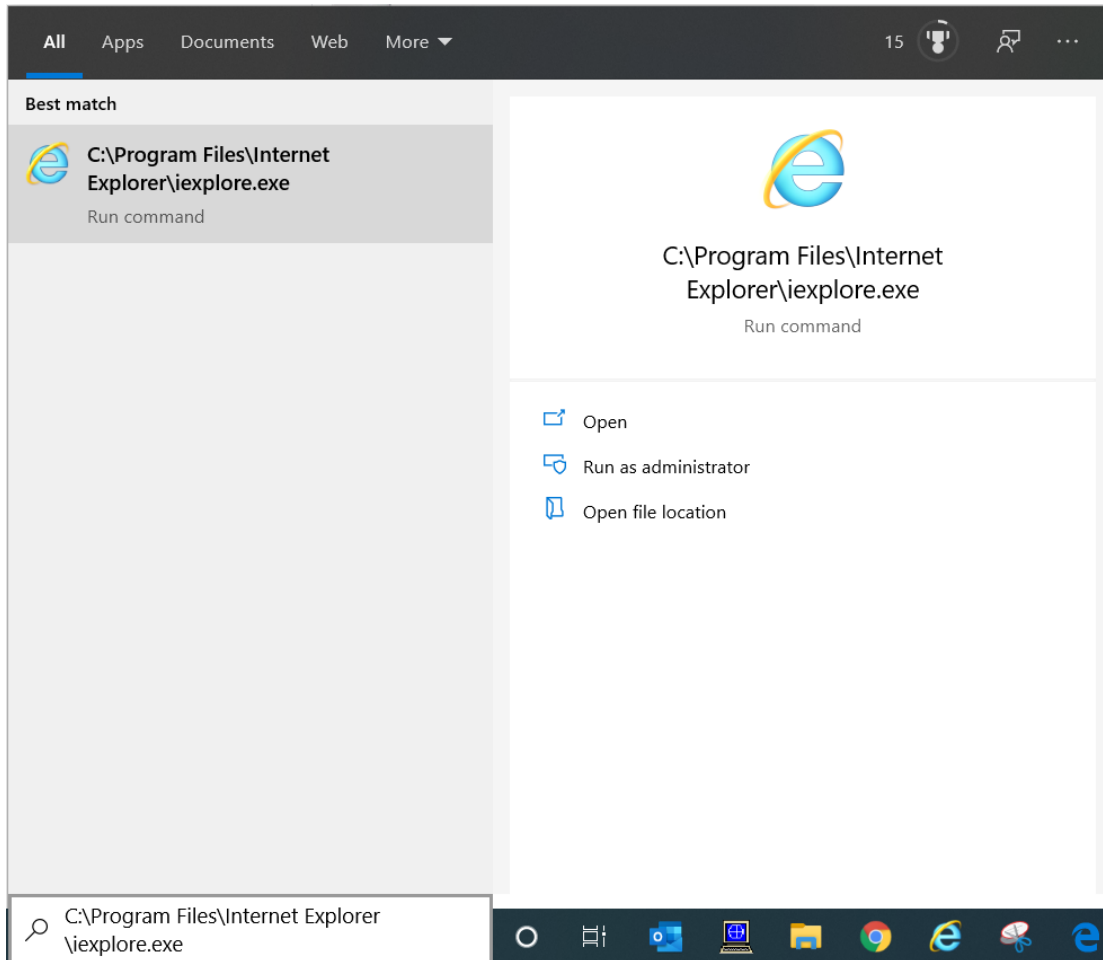 All Apps Documents Web More 15
Best match
C:\Program Files\Internet
Explorer\iexplore.exe
Run command
C:\Program Files\Internet
Explorer\iexplore.exe
Run command
Open
Run as administrator
Open file location
C:\Program Files\Internet Explorer
\iexplore.exe